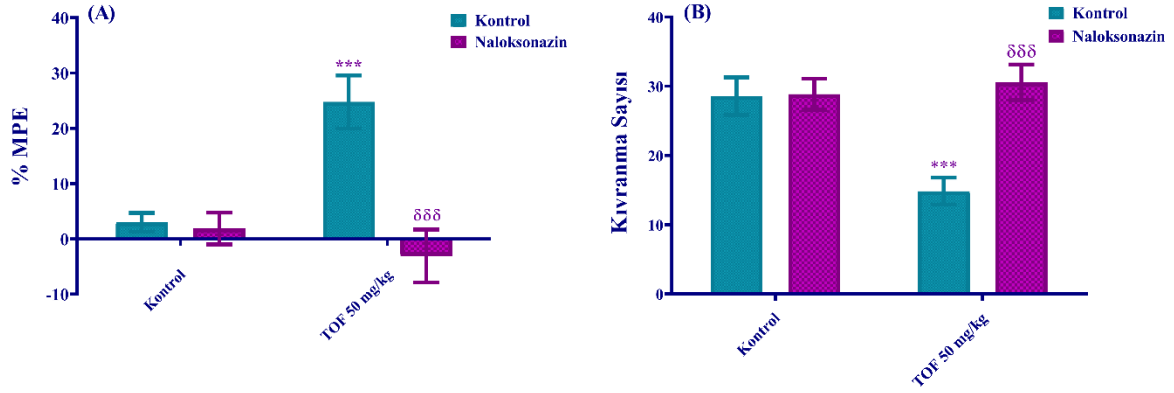 (A)
Kontrol
Naloksonazin
% MPE
40
30
20
10
0
-10
***
δδδ
Kontrol
TOF 50 mg/kg
(B)
Kontrol
Naloksonazin
Kıvranma Sayısı
40
30
20
10
0
***
δδδ
Kontrol
TOF 50 mg/kg